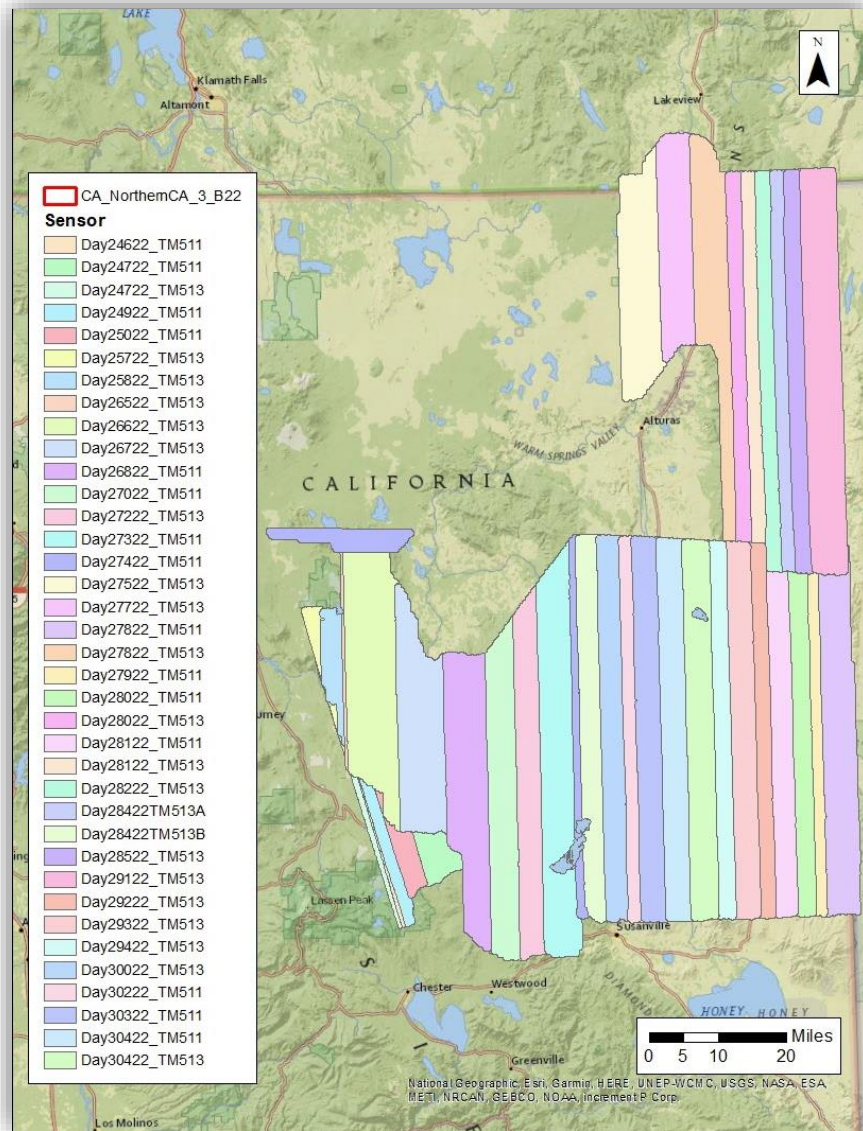 LAKE
N
Klamath Falls
Altamont
Lakeview
CA_NorthernCA_3_B22
Sensor
Day24622_TM511
Day24722_TM511
Day24722_TM513
Day24922_TM511
Day25022_TM511
Day25722_TM513
Day25822_TM513
Day26522_TM513
Day26622_TM513
Day26722_TM513
Day26822_TM511
Day27022_TM511
Day27222_TM513
Day27322_TM511
Day27422_TM511
Day27522_TM513
Day27722_TM513
Day27822_TM511
Day27822_TM513
Day27922_TM511
Day28022_TM511
Day28022_TM513
Day28122_TM511
Day28122_TM513
Day28222_TM513
Day28422TM513A
Day28422TM513B
Day28522_TM513
Day29122_TM513
Day29222_TM513
Day29322_TM513
Day29422_TM513
Day30022_TM513
Day30222_TM511
Day30322_TM511
Day30422_TM511
Day30422_TM513
Alturas
WARM SPRINGS VALLEY
CALIFORNIA
urney
Lassen Peak
Susanville
Chester
Westwood
DIAMOND
HONEY HONEY
Greenville
Miles
0 5 10 20
National Geographic, Esri, Garmin, HERE, UNEP-WCMC, USGS, NASA, ESA,
METI, NRCAN, GEBCO, NOAA, increment P Corp.
Los Molinos